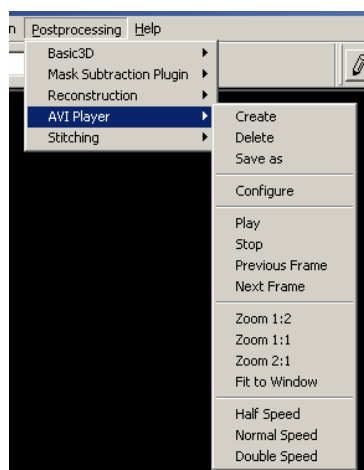 n Postprocessing Help
Basic3D
Mask Subtraction Plugin
Reconstruction
AVI Player
Stitching
Create
Delete
Save as
Configure
Play
Stop
Previous Frame
Next Frame
Zoom 1:2
Zoom 1:1
Zoom 2:1
Fit to Window
Half Speed
Normal Speed
Double Speed